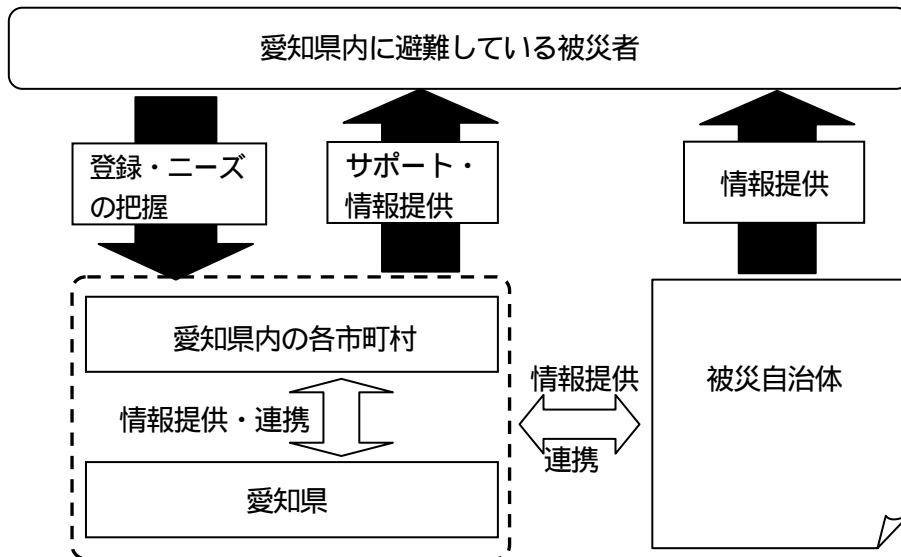 愛知県内に避難している被災者
登録・ニーズ
の把握
サポート・
情報提供
情報提供
愛知県内の各市町村
情報提供・連携
愛知県
情報提供
連携
被災自治体